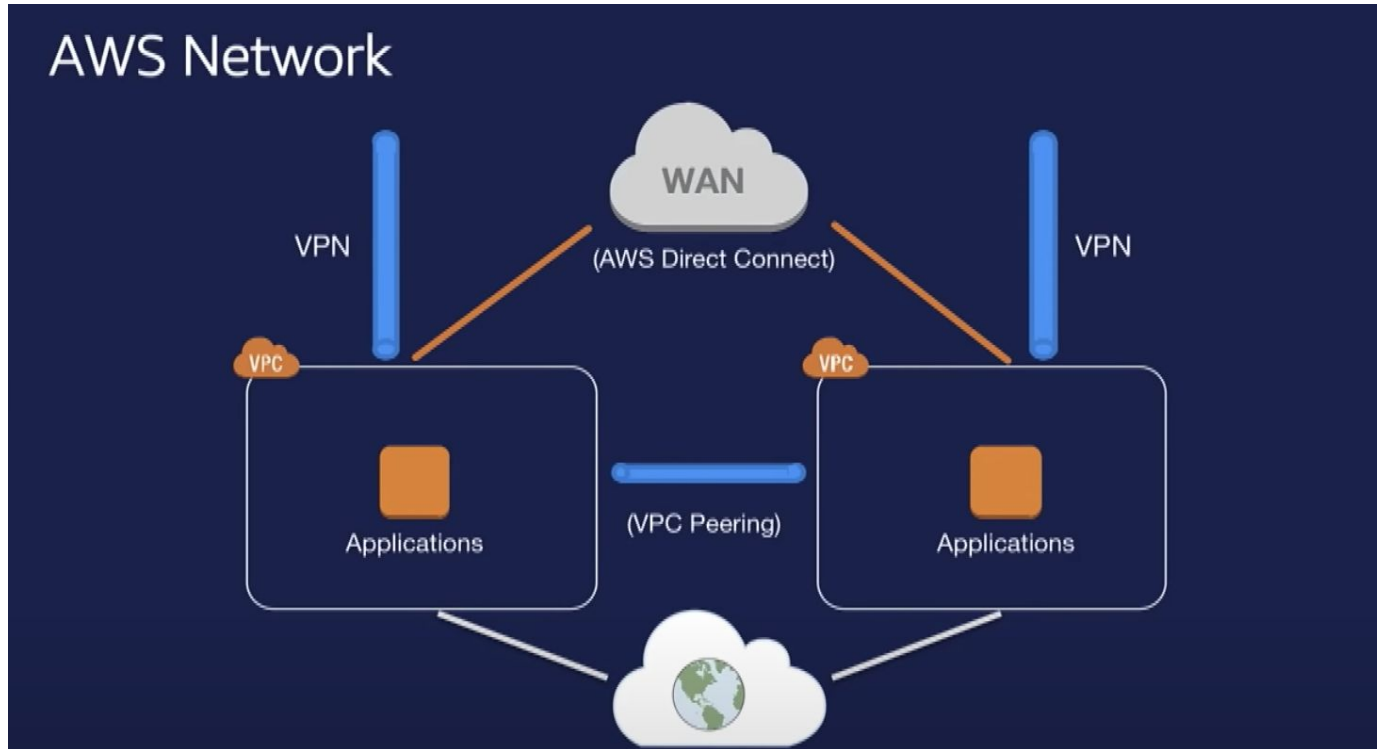 AWS Network
WAN
(AWS Direct Connect)
VPN
VPN
VPC
VPC
Applications
(VPC Peering)
Applications